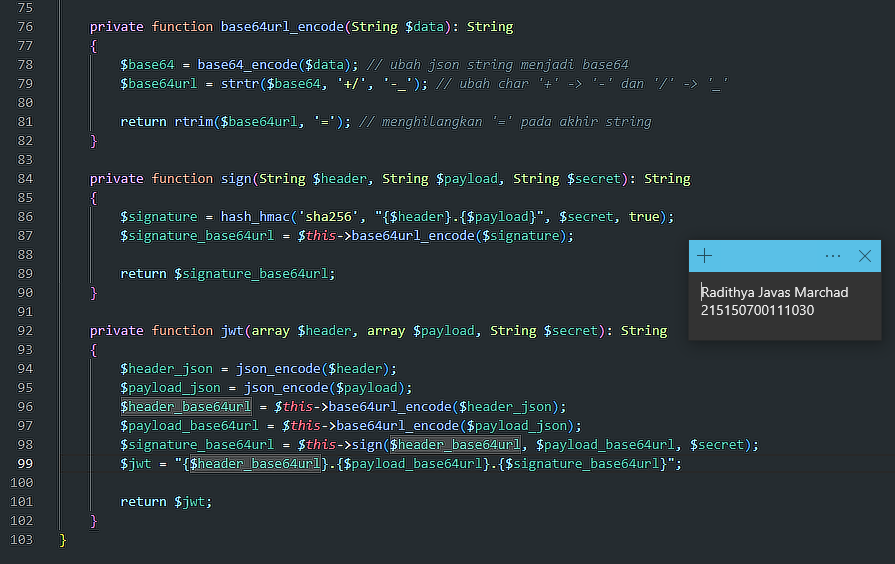 75
76 private function base64url_encode(String $data): String
77 {
78 $base64 = base64_encode($data); // ubah json string menjadi base64
79 $base64url = strtr($base64, '+/', '-_'); // ubah char '+' -> '-' dan '/' -> '_'
80
81 return rtrim($base64url, '='); // menghilangkan '=' pada akhir string
82 }
83
84 private function sign(String $header, String $payload, String $secret): String
85 {
86 $signature = hash_hmac('sha256', "{$header}.{$payload}", $secret, true);
87 $signature_base64url = $this->base64url_encode($signature);
88
89 return $signature_base64url;
90 }
91
92 private function jwt(array $header, array $payload, String $secret): String
93 {
94 $header_json = json_encode($header);
95 $payload_json = json_encode($payload);
96 $header_base64url = $this->base64url_encode($header_json);
97 $payload_base64url = $this->base64url_encode($payload_json);
98 $signature_base64url = $this->sign($header_base64url, $payload_base64url, $secret);
99 $jwt = "{$header_base64url}.{$payload_base64url}.{$signature_base64url}";
100
101 return $jwt;
102 }
103 }
Radithya Javas Marchad
215150700111030